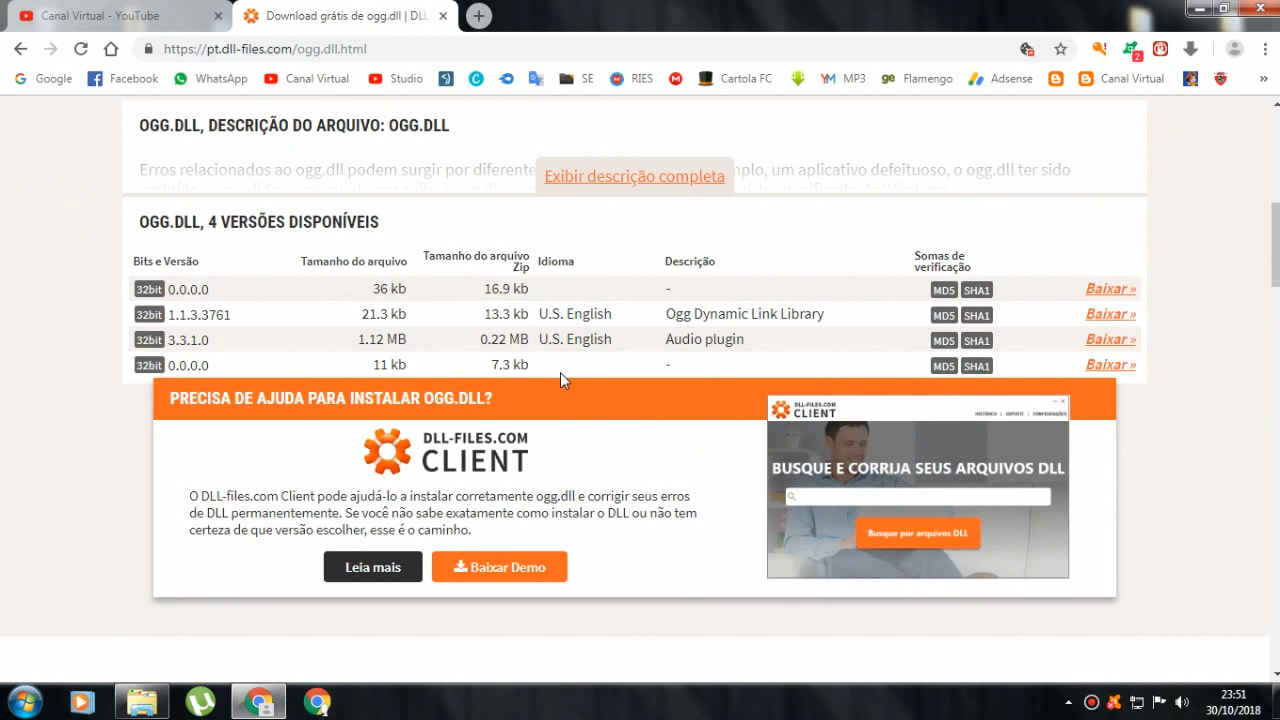 Canal Virtual - YouTube
Download grátis de ogg.dll | DLL
https://pt.dll-files.com/ogg.dll.html
2
Google Facebook WhatsApp Canal Virtual Studio SE RIES Cartola FC MP3 Flamengo Adsense Canal Virtual »
OGG.DLL, DESCRIÇÃO DO ARQUIVO: OGG.DLL
Erros relacionados ao ogg.dll podem surgir por diferente
mplo, um aplicativo defeituoso, o ogg.dll ter sido
Exibir descrição completa
OGG.DLL, 4 VERSÕES DISPONÍVEIS
Bits e Versão Tamanho do arquivo Tamanho do arquivo Zip Idioma Descrição Somas de verificação
32bit 0.0.0.0 36 kb 16.9 kb - MD5 SHA1 Baixar »
32bit 1.1.3.3761 21.3 kb 13.3 kb U.S. English Ogg Dynamic Link Library MD5 SHA1 Baixar »
32bit 3.3.1.0 1.12 MB 0.22 MB U.S. English Audio plugin MD5 SHA1 Baixar »
32bit 0.0.0.0 11 kb 7.3 kb - MD5 SHA1 Baixar »
PRECISA DE AJUDA PARA INSTALAR OGG.DLL?
DLL-FILES.COM
CLIENT
O DLL-files.com Client pode ajudá-lo a instalar corretamente ogg.dll e corrigir seus erros
de DLL permanentemente. Se você não sabe exatamente como instalar o DLL ou não tem
certeza de que versão escolher, esse é o caminho.
Leia mais Baixar Demo
DLL-FILES.COM
CLIENT
HISTÓRICO | SUPORTE | CONFIGURAÇÕES
BUSQUE E CORRIJA SEUS ARQUIVOS DLL
Busque por arquivos DLL
23:51
30/10/2018